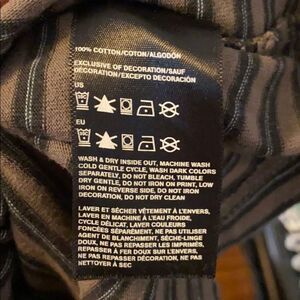 100% COTTON/COTON/ALGODÓN
EXCLUSIVE OF DECORATION/SAUF
DÉCORATION/EXCEPTO DECORACIÓN
US
EU
WASH & DRY INSIDE OUT, MACHINE WASH
COLD GENTLE CYCLE, WASH DARK COLORS
SEPARATELY, DO NOT BLEACH, TUMBLE
DRY GENTLE, DO NOT IRON ON PRINT, LOW
IRON ON REVERSE SIDE, DO NOT IRON
DECORATIONS, DO NOT DRY CLEAN
LAVER ET SÉCHER VÊTEMENT À L'ENVERS,
LAVER EN MACHINE À L'EAU FROIDE,
CYCLE DÉLICAT, LAVER COULEURS
FONCÉES SÉPARÉMENT, NE PAS UTILISER
AGENT DE BLANCHIMENT, SÈCHE-LINGE
DOUX, NE PAS REPASSER LES IMPRIMÉS,
REPASSER À FER DOUX SUR L'ENVERS, NE
PAS REPASSER DÉCORATION, NE PAS
NETTOYER À SEC